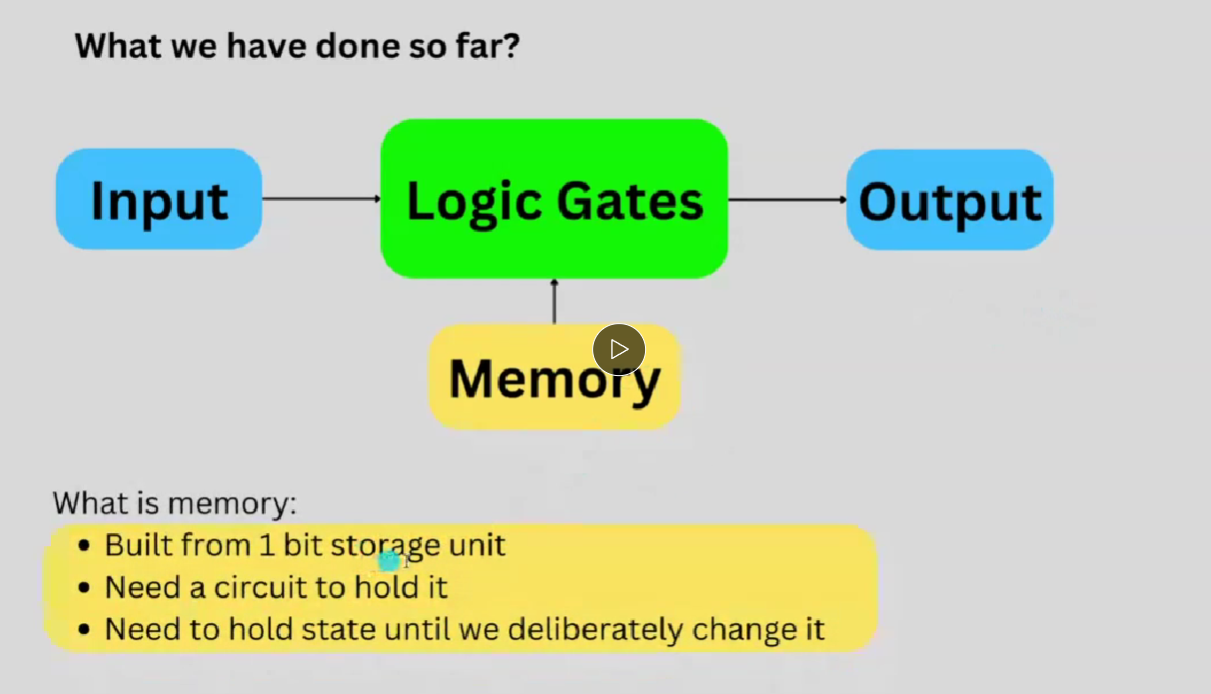 What we have done so far?
Input
Logic Gates
Output
Memory
What is memory:
• Built from 1 bit storage unit
• Need a circuit to hold it
• Need to hold state until we deliberately change it